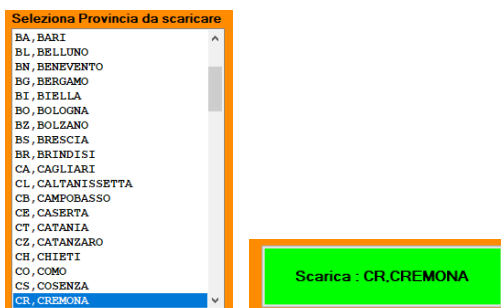 Seleziona Provincia da scaricare
BA,BARI
BL,BELLUNO
BN,BENEVENTO
BG,BERGAMO
BI,BIELLA
BO,BOLOGNA
BZ,BOLZANO
BS,BRESCIA
BR,BRINDISI
CA,CAGLIARI
CL,CALTANISSETTA
CB,CAMPOBASSO
CE,CASERTA
CT,CATANIA
CZ,CATANZARO
CH,CHIETI
CO,COMO
CS,COSENZA
CR,CREMONA
Scarica : CR,CREMONA